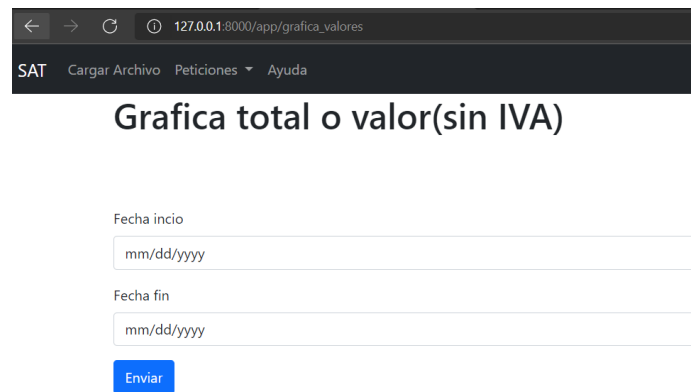 127.0.0.1:8000/app/grafica_valores
SAT Cargar Archivo Peticiones Ayuda
Grafica total o valor(sin IVA)
Fecha incio
mm/dd/yyyy
Fecha fin
mm/dd/yyyy
Enviar